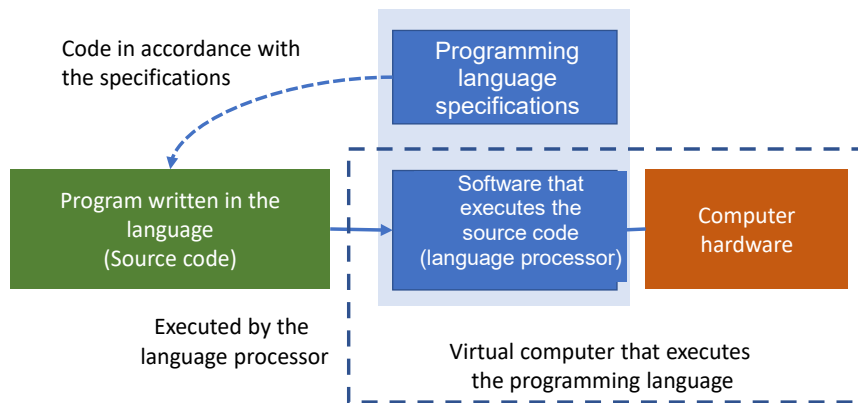 Code in accordance with
the specifications
Programming
language
specifications
Program written in the
language
(Source code)
Software that
executes the
source code
(language processor)
Computer
hardware
Executed by the
language processor
Virtual computer that executes
the programming language